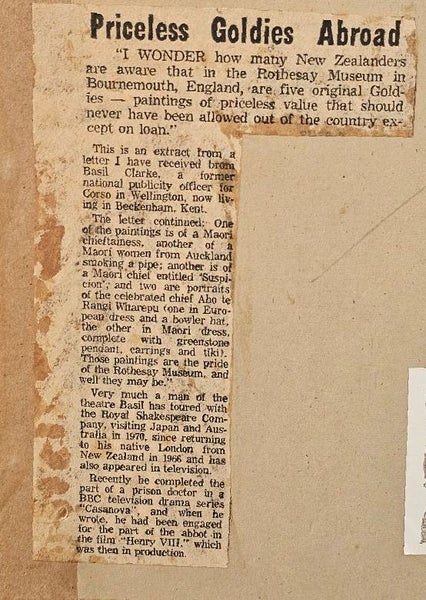 Priceless Goldies Abroad
"I WONDER how many New Zealanders
are aware that in the Rothesay Museum in
Bournemouth, England, are five original Gold-
ies — paintings of priceless value that should
never have been allowed out of the country ex-
cept on loan."
This is an extract from a
letter I have received from
Basil Clarke, a former
national publicity officer for
Corso in Wellington, now liv-
ing in Beckenham, Kent.
The letter continued: One
of the paintings is of a Maori
chieftainess, another of a
Maori women from Auckland
smoking a pipe; another is of
a Maori chief entitled 'Suspi-
cion'; and two are portraits
of the celebrated chief Aho te
Rangi Wharepu (one in Euro-
pean dress and a bowler hat,
the other in Maori dress,
complete with greenstone
pendant, earrings and tiki).
Those paintings are the pride
of the Rothesay Museum, and
well they may be."
Very much a man of the
theatre Basil has toured with
the Royal Shakespeare Com-
pany, visiting Japan and Aus-
tralia in 1970, since returning
to his native London from
New Zealand in 1966 and has
also appeared in television.
Recently he completed the
part of a prison doctor in a
BBC television drama series
"Casanova", and when he
wrote, he had been engaged
for the part of the abbot in
the film "Henry VIII," which
was then in production.